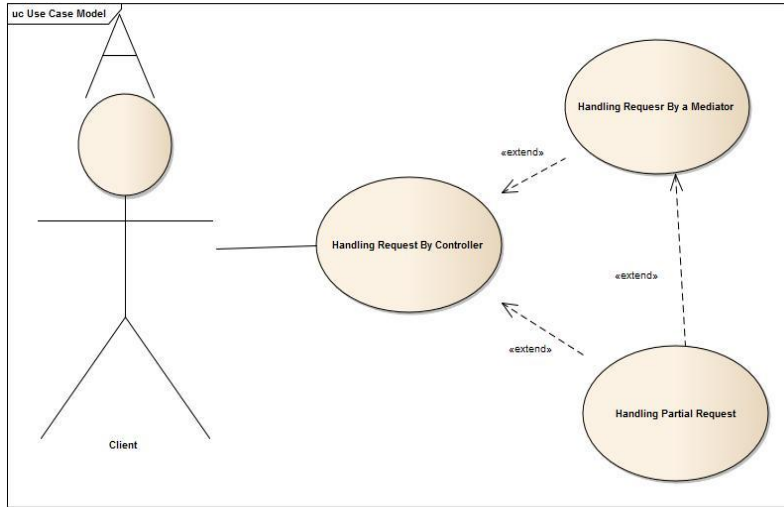 uc Use Case Model
Handling Requesr By a Mediator
«extend»
Handling Request By Controller
«extend»
«extend»
Handling Partial Request
Client